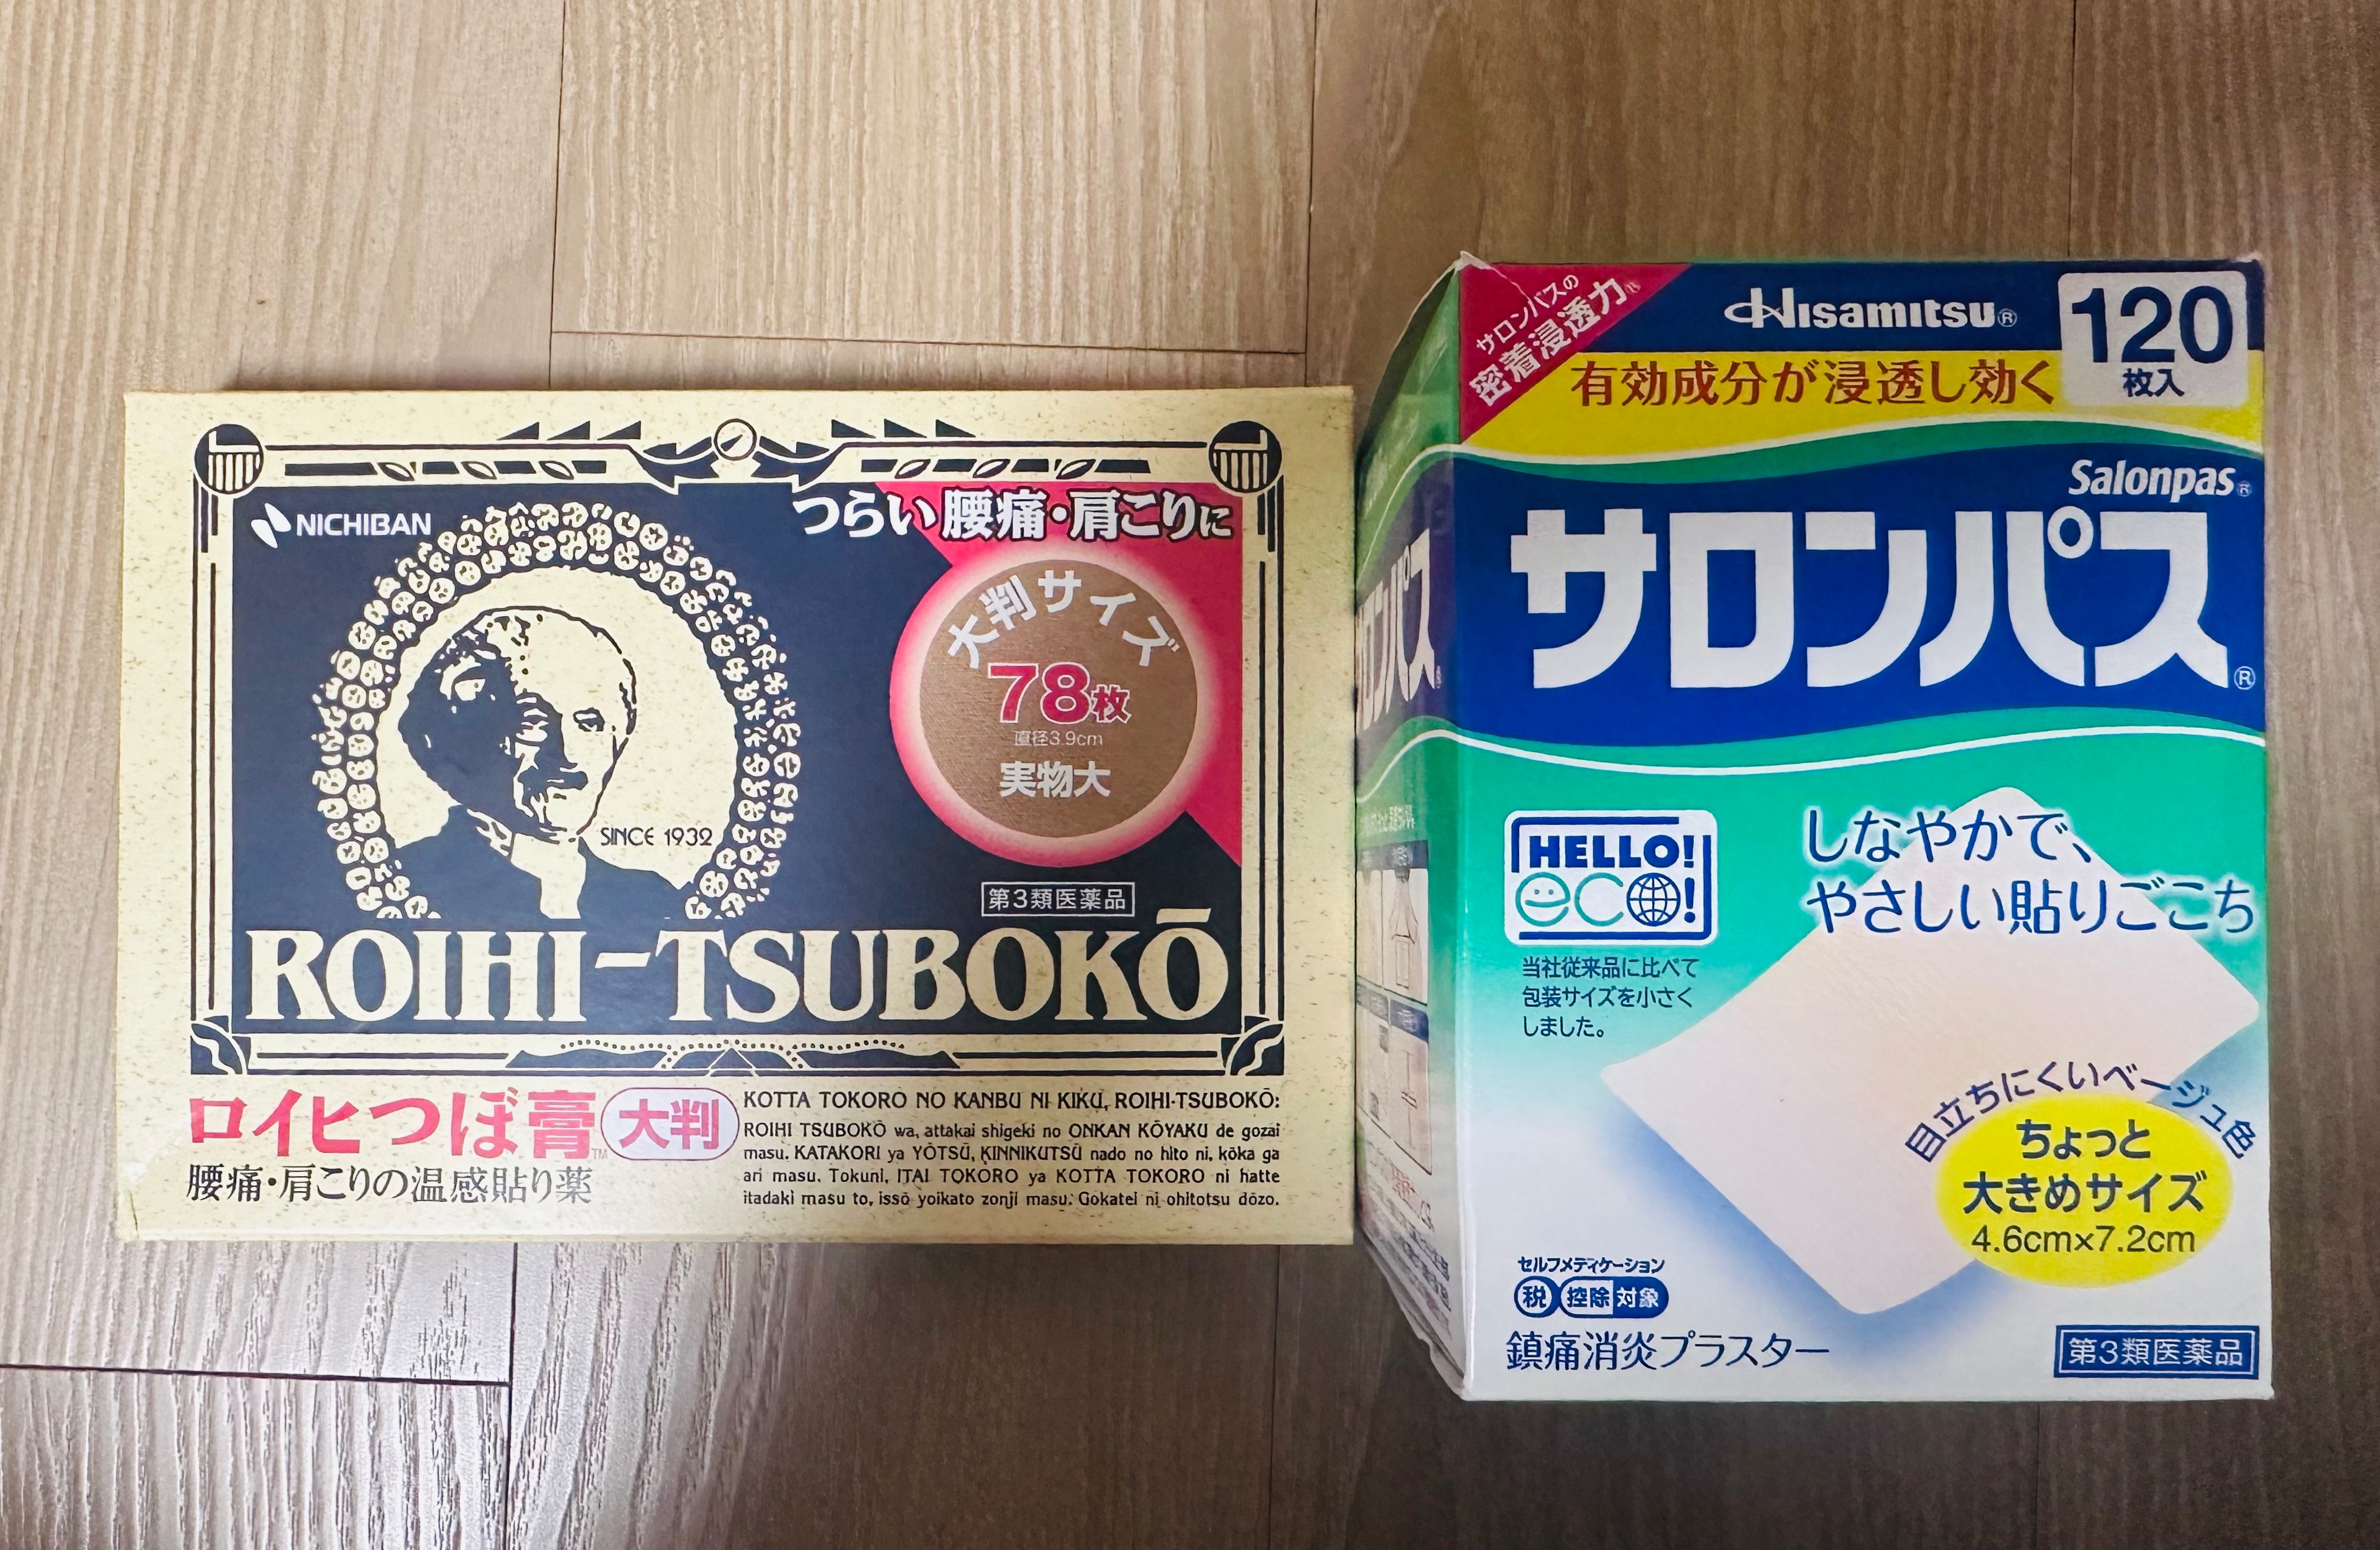 NICHIBAN
つらい腰痛・肩こりに
大判サイズ
78枚
直径3.9cm
実物大
SINCE 1932
第3類医薬品
ROIHI-TSUBOKŌ
ロイヒつぼ膏™ 大判
腰痛・肩こりの温感貼り薬
KOTTA TOKORO NO KANBU NI KIKU, ROIHI-TSUBOKŌ:
ROIHI TSUBOKŌ wa, attakai shigeki no ONKAN KŌYAKU de gozai
masu. KATAKORI ya YŌTSŪ, KINNIKUTSŪ nado no hito ni, kōka ga
ari masu. Tokuni, ITAI TOKORO ya KOTTA TOKORO ni hatte
itadaki masu to, issō yoikato zonji masu. Gokatei ni ohitotsu dōzo.
サロンパスの
密着浸透力®
Hisamitsu®
120
枚入
有効成分が浸透し効く
Salonpas®
サロンパス®
HELLO!
eco!
当社従来品に比べて
包装サイズを小さく
しました。
しなやかで、
やさしい貼りごこち
目立ちにくいベージュ色
ちょっと
大きめサイズ
4.6cm×7.2cm
セルフメディケーション
税 控除 対象
鎮痛消炎プラスター
第3類医薬品